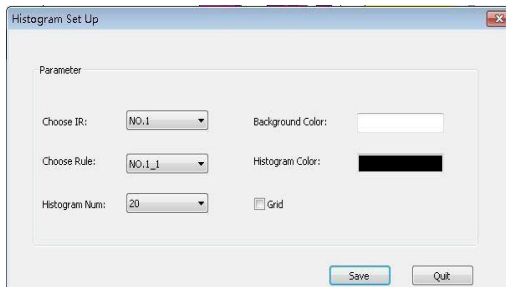 Histogram Set Up
Parameter
Choose IR: NO.1 Background Color:
Choose Rule: NO.1_1 Histogram Color:
Histogram Num: 20 Grid
Save Quit